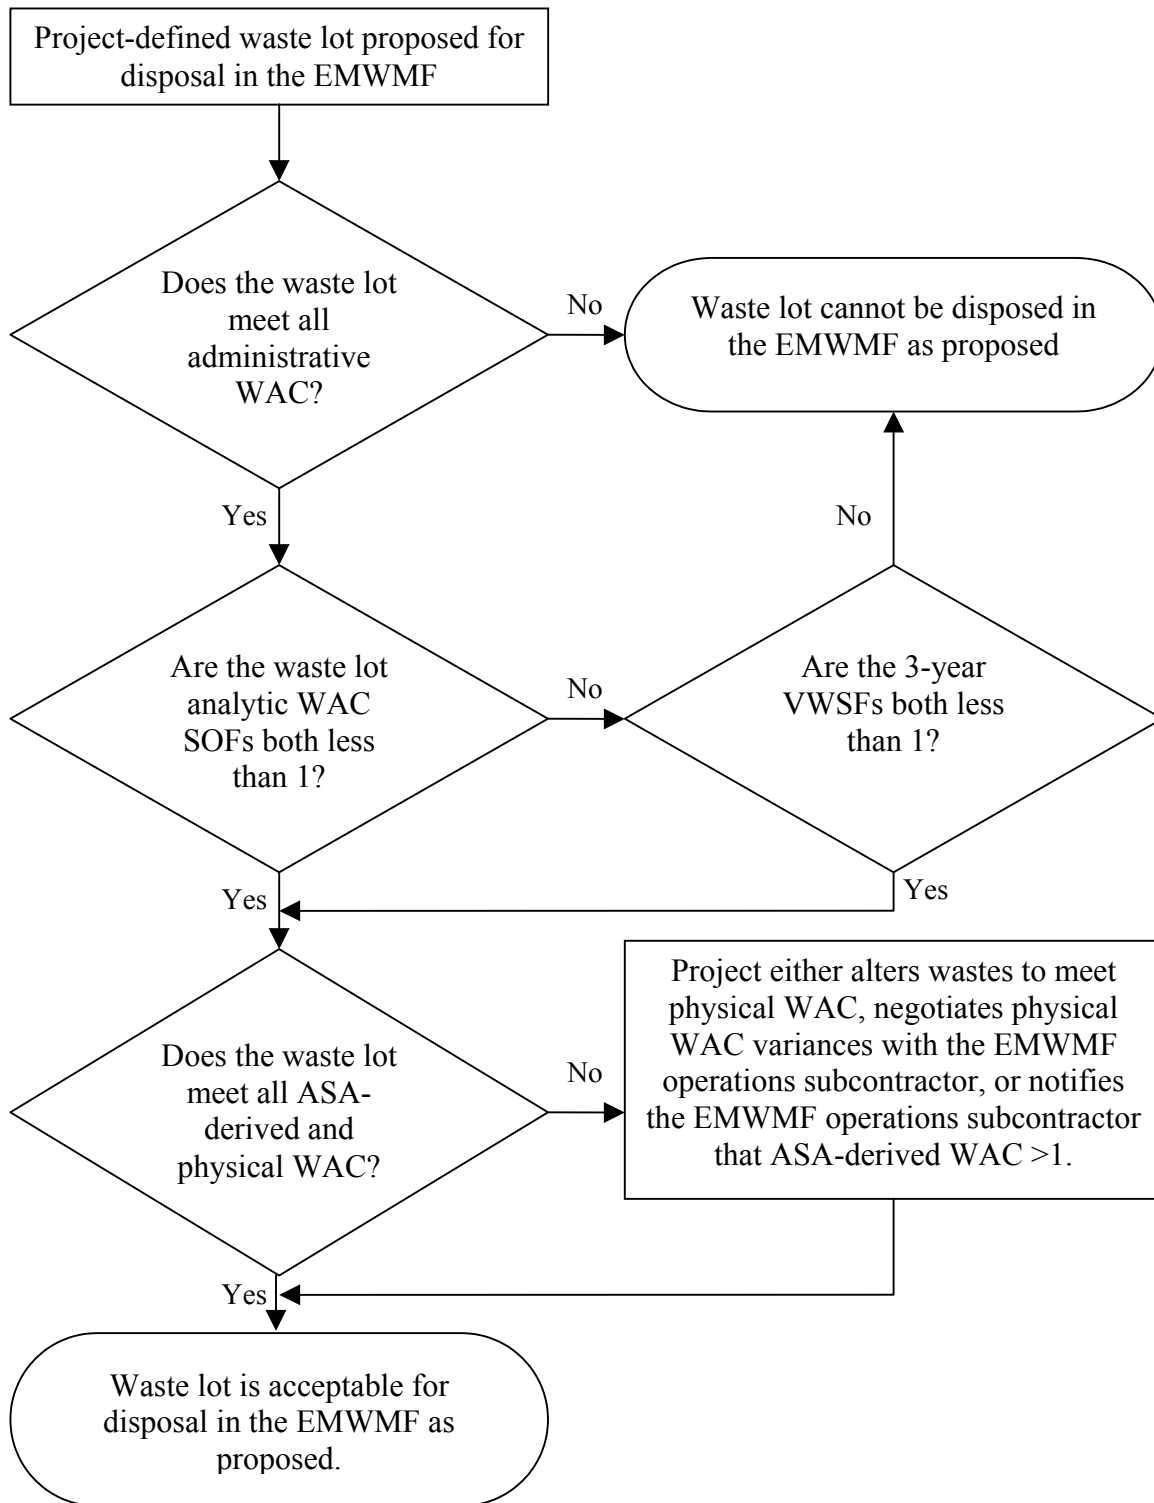 Project-defined waste lot proposed for
disposal in the EMWMF
Does the waste lot
meet all
administrative
WAC?
No
Waste lot cannot be disposed in
the EMWMF as proposed
Yes
No
Are the waste lot
analytic WAC
SOFs both less
than 1?
No
Are the 3-year
VWSFs both less
than 1?
Yes
Yes
Does the waste lot
meet all ASA-
derived and
physical WAC?
No
Project either alters wastes to meet
physical WAC, negotiates physical
WAC variances with the EMWMF
operations subcontractor, or notifies
the EMWMF operations subcontractor
that ASA-derived WAC >1.
Yes
Waste lot is acceptable for
disposal in the EMWMF as
proposed.